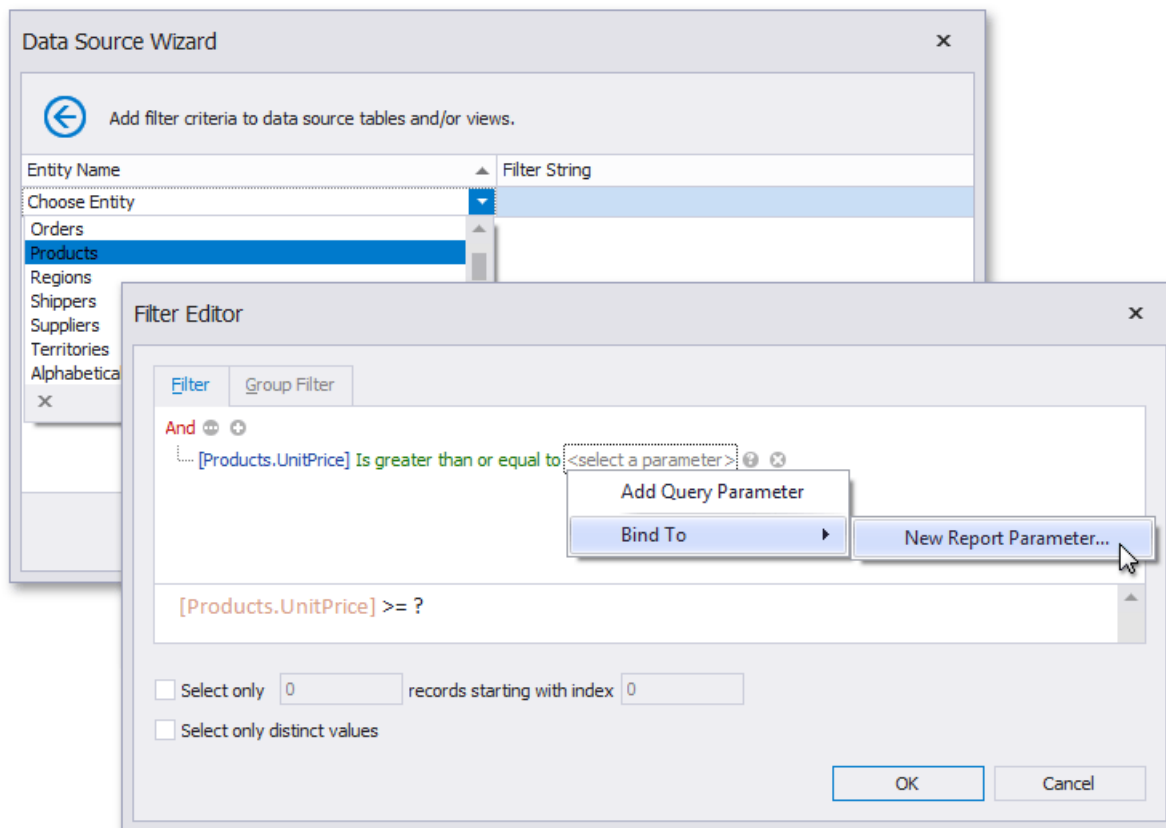 Data Source Wizard
Add filter criteria to data source tables and/or views.
Entity Name Filter String
Choose Entity
Orders
Products
Regions
Shippers
Suppliers
Territories
Alphabetica
Filter Editor
Filter Group Filter
And
[Products.UnitPrice] Is greater than or equal to <select a parameter>
Add Query Parameter
Bind To New Report Parameter...
[Products.UnitPrice] >= ?
Select only 0 records starting with index 0
Select only distinct values
OK Cancel